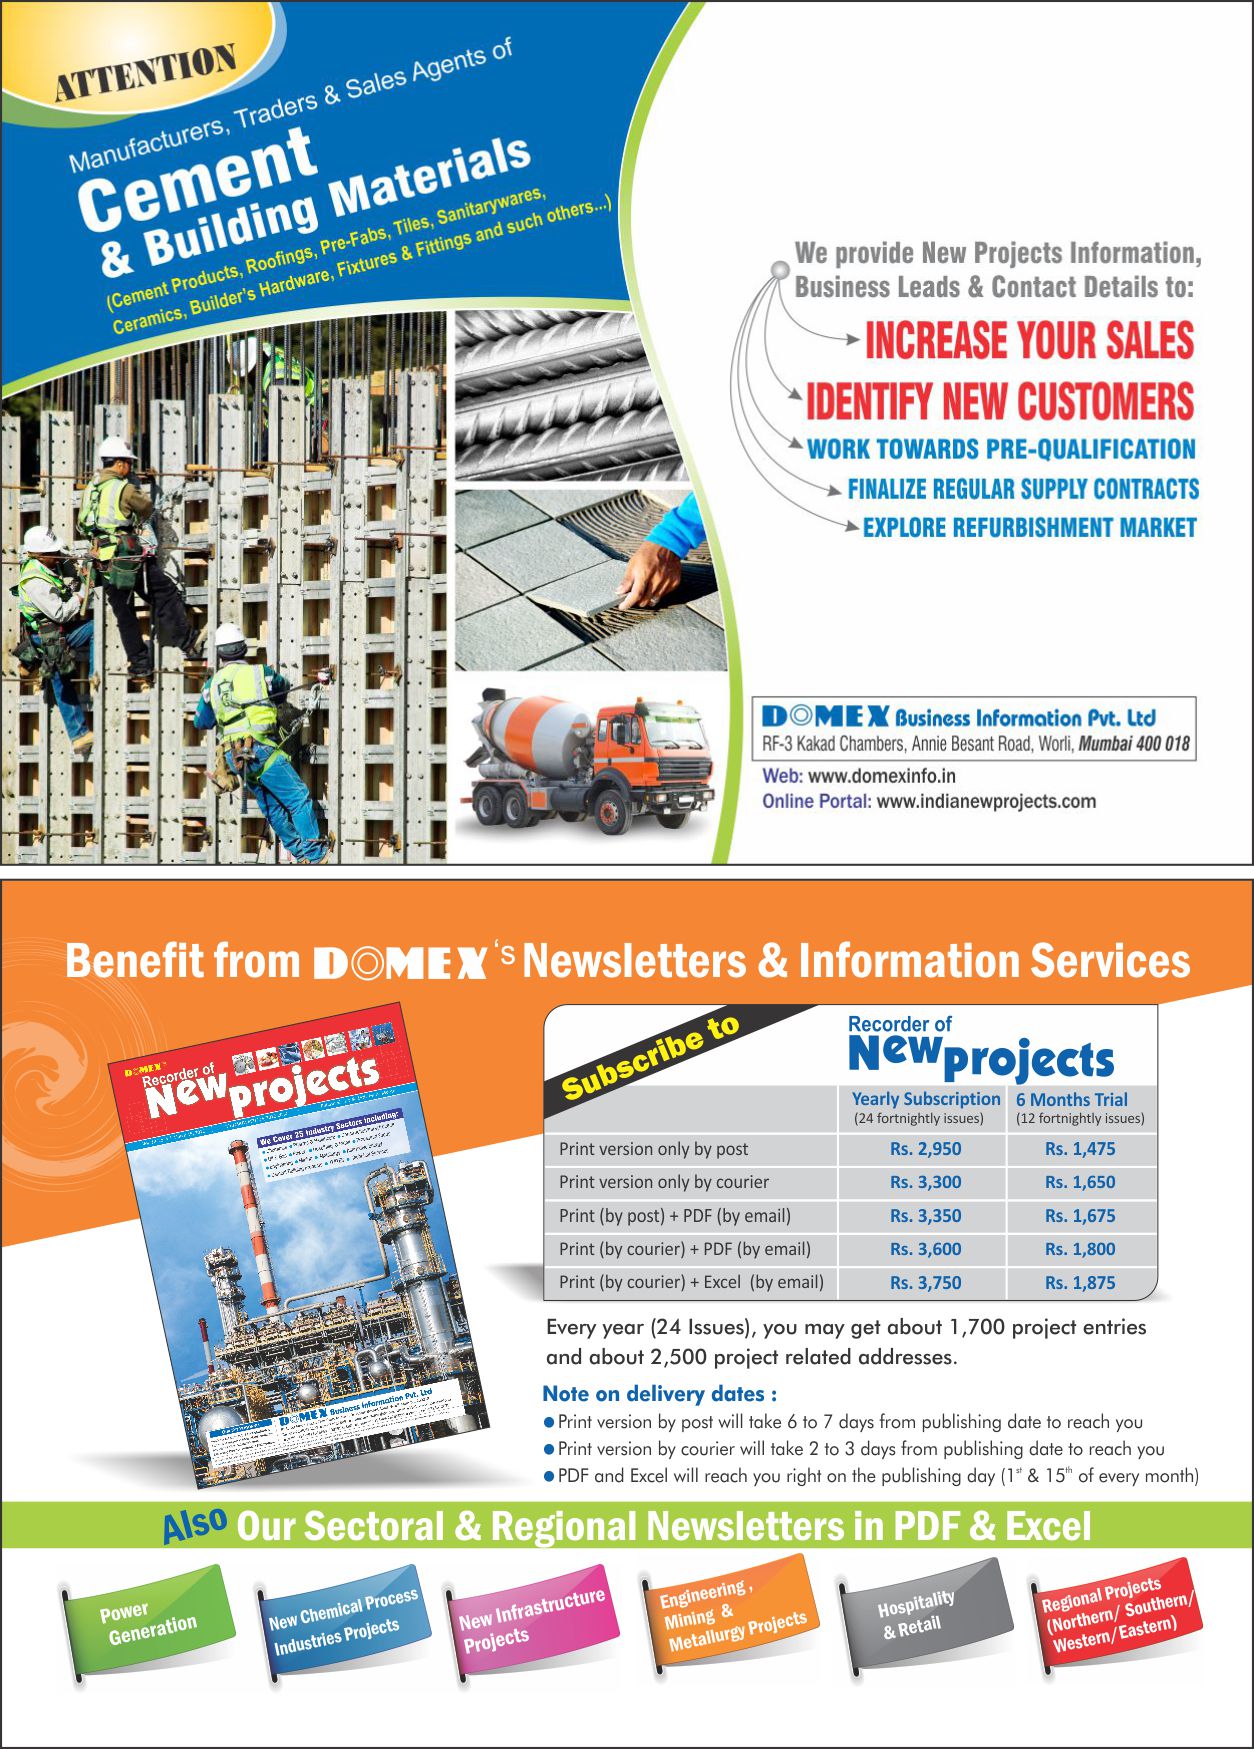 ATTENTION
Manufacturers, Traders & Sales Agents of
Cement
& Building Materials
(Cement Products, Roofings, Pre-Fabs, Tiles, Sanitarywares,
Ceramics, Builder's Hardware, Fixtures & Fittings and such others...)
We provide New Projects Information,
Business Leads & Contact Details to:
INCREASE YOUR SALES
IDENTIFY NEW CUSTOMERS
WORK TOWARDS PRE-QUALIFICATION
FINALIZE REGULAR SUPPLY CONTRACTS
EXPLORE REFURBISHMENT MARKET
DOMEX Business Information Pvt. Ltd
RF-3 Kakad Chambers, Annie Besant Road, Worli, Mumbai 400 018
Web: www.domexinfo.in
Online Portal: www.indianewprojects.com
Benefit from DOMEX's Newsletters & Information Services
DOMEX
Recorder of
New projects
We Cover 25 Industry Sectors including:
DOMEX Business Information Pvt. Ltd
Subscribe to
Recorder of
New projects
Yearly Subscription 6 Months Trial
(24 fortnightly issues) (12 fortnightly issues)
Print version only by post Rs. 2,950 Rs. 1,475
Print version only by courier Rs. 3,300 Rs. 1,650
Print (by post) + PDF (by email) Rs. 3,350 Rs. 1,675
Print (by courier) + PDF (by email) Rs. 3,600 Rs. 1,800
Print (by courier) + Excel (by email) Rs. 3,750 Rs. 1,875
Every year (24 Issues), you may get about 1,700 project entries
and about 2,500 project related addresses.
Note on delivery dates :
● Print version by post will take 6 to 7 days from publishing date to reach you
● Print version by courier will take 2 to 3 days from publishing date to reach you
● PDF and Excel will reach you right on the publishing day (1st & 15th of every month)
Also Our Sectoral & Regional Newsletters in PDF & Excel
Power
Generation
New Chemical Process
Industries Projects
New Infrastructure
Projects
Engineering ,
Mining &
Metallurgy Projects
Hospitality
& Retail
Regional Projects
(Northern/ Southern/
Western/Eastern)